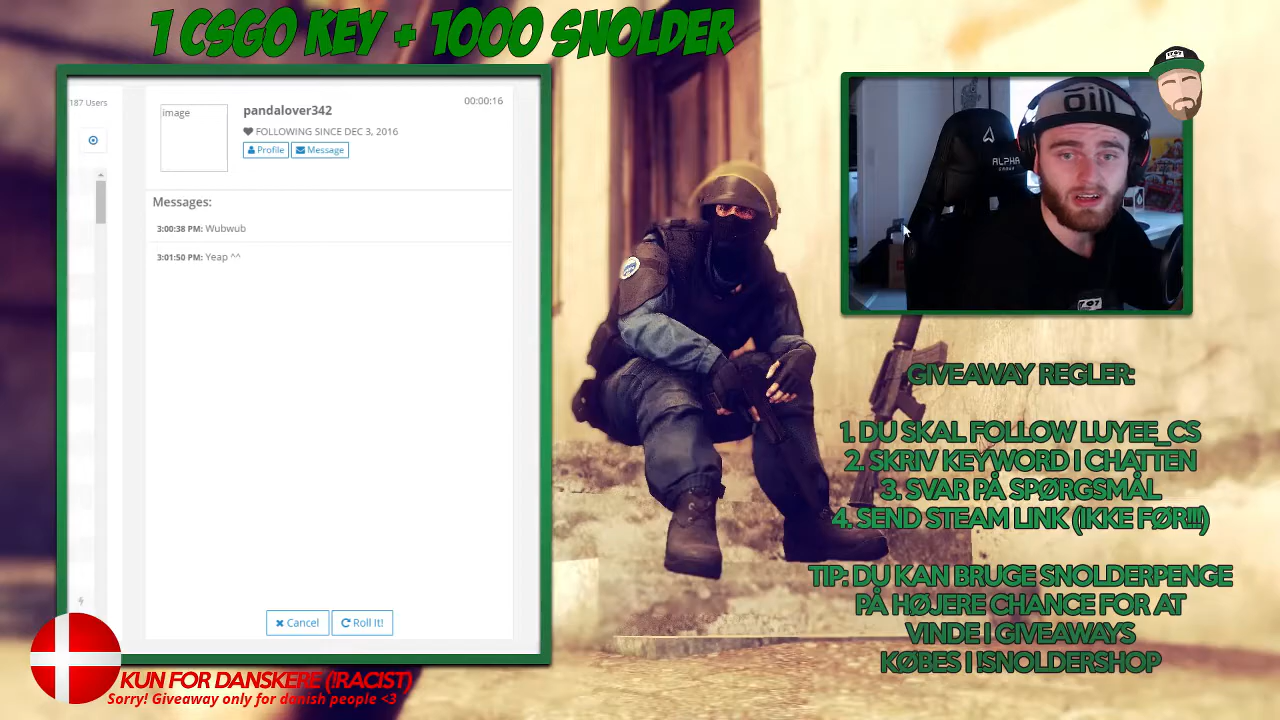 1 CSGO KEY + 1000 SNOLDER
187 Users
image
pandalover342
00:00:16
FOLLOWING SINCE DEC 3, 2016
Profile
Message
Messages:
3:00:38 PM: Wubwub
3:01:50 PM: Yeap ^^
Cancel
Roll It!
KUN FOR DANSKERE (!RACIST)
Sorry! Giveaway only for danish people <3
oill
ALPHA
GIVEAWAY REGLER:
1. DU SKAL FOLLOW LUYEE_CS
2. SKRIV KEYWORD I CHATTEN
3. SVAR PÅ SPØRGSMÅL
4. SEND STEAM LINK (IKKE FØR!!!)
TIP: DU KAN BRUGE SNOLDERPENGE
PÅ HØJERE CHANCE FOR AT
VINDE I GIVEAWAYS
KØBES I !SNOLDERSHOP